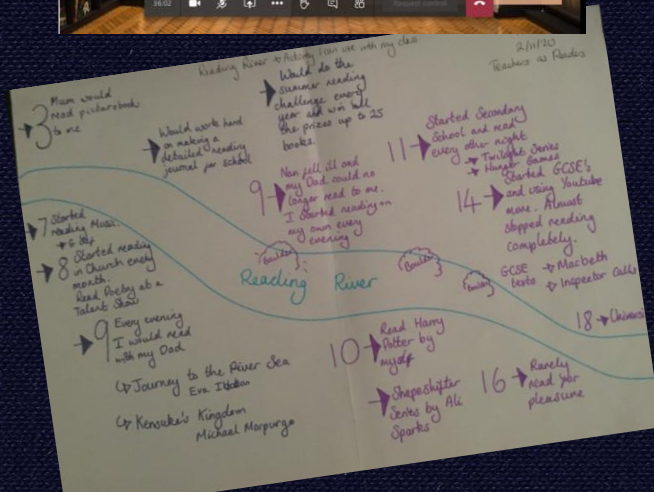 36:02
Request control
Reading River → Activity I can use with my class
2/11/20
Teachers as Readers
3 → Mum would
read picturebooks
to me
Would work hard
on making a
detailed reading
journal for school
Would do the
summer reading
challenge every
year and win all
the prizes up to 25
books.
7 Started
reading Music.
8 Started reading
in Church every
month.
Read Poetry at a
Talent Show
9 → Nan fell ill and
my Dad could no
longer read to me.
I started reading on
my own every
evening
11 → Started Secondary
School and read
every other night
→ Twilight Series
→ Hunger Games
14 → Started GCSE's
and using Youtube
more. Almost
stopped reading
completely.
GCSE
texts
→ Macbeth
→ Inspector Calls
Boulder
Boulder
Boulder
Reading River
9 Every evening
I would read
with my Dad
↳ Journey to the River Sea
Eva Ibbotson
↳ Kensuke's Kingdom
Michael Morpurgo
10 → Read Harry
Potter by
myself
→ Shapeshifter
Series by Ali
Sparks
16 → Rarely
read for
pleasure
18 →